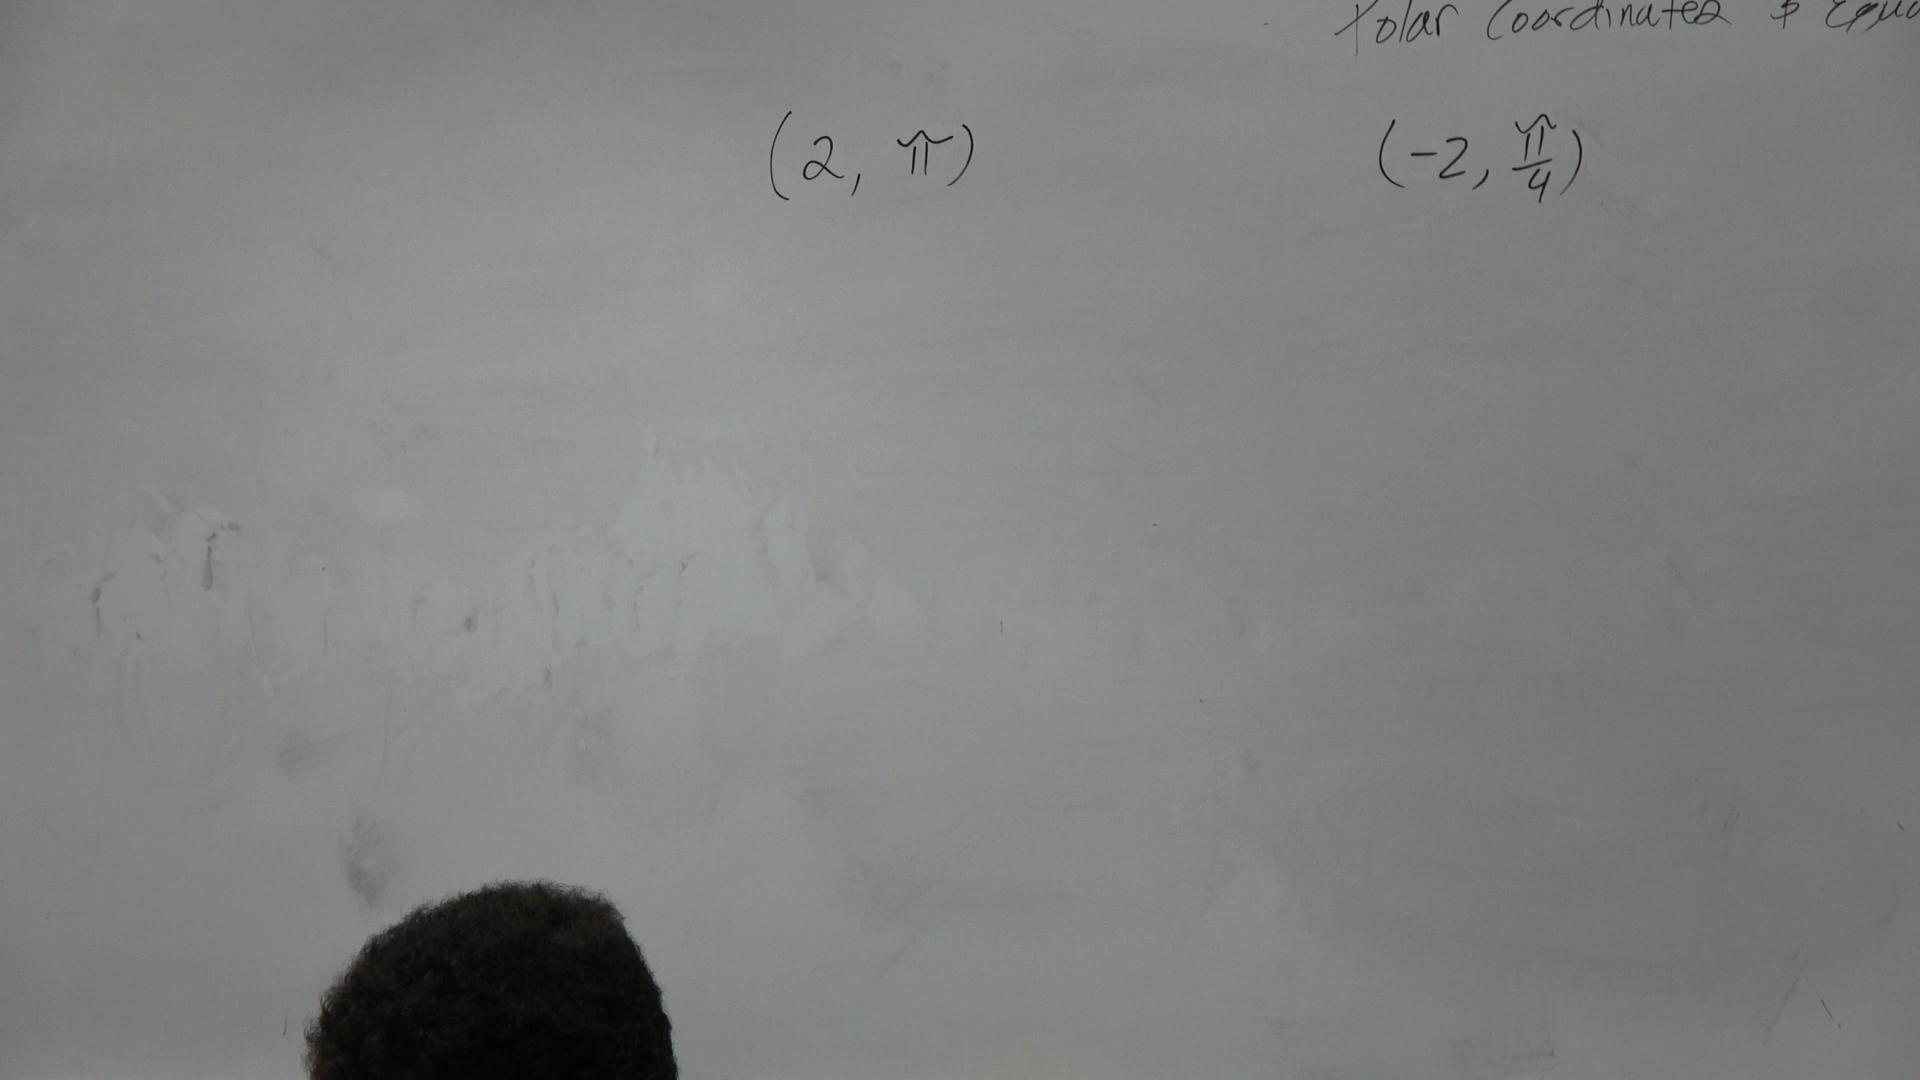 Polar Coordinates &
(2, π) (-2, π/4)